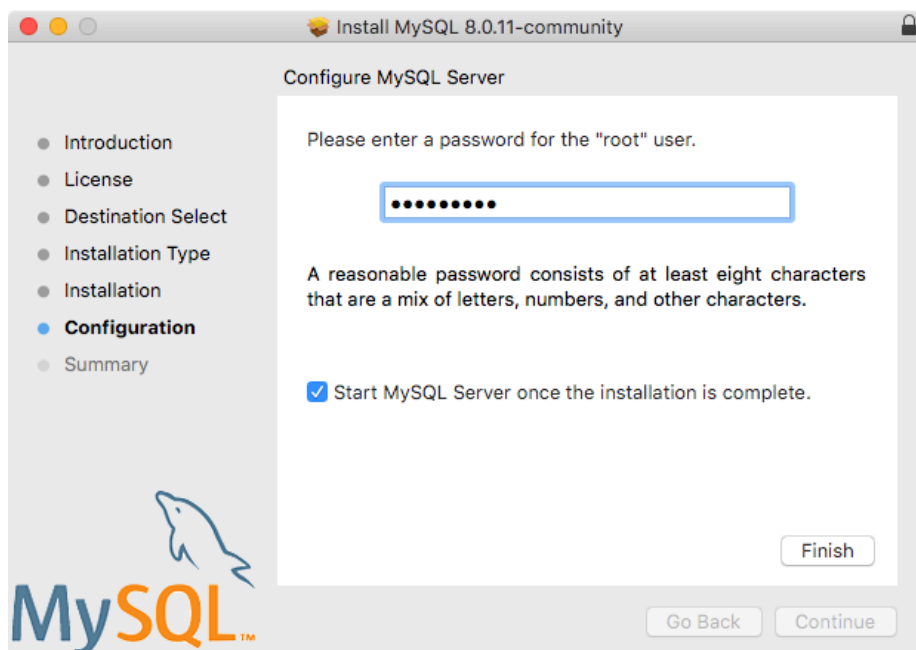 Install MySQL 8.0.11-community
Configure MySQL Server
Introduction
License
Destination Select
Installation Type
Installation
Configuration
Summary
Please enter a password for the "root" user.
•••••••••
A reasonable password consists of at least eight characters
that are a mix of letters, numbers, and other characters.
Start MySQL Server once the installation is complete.
Finish
MySQL™
Go Back
Continue